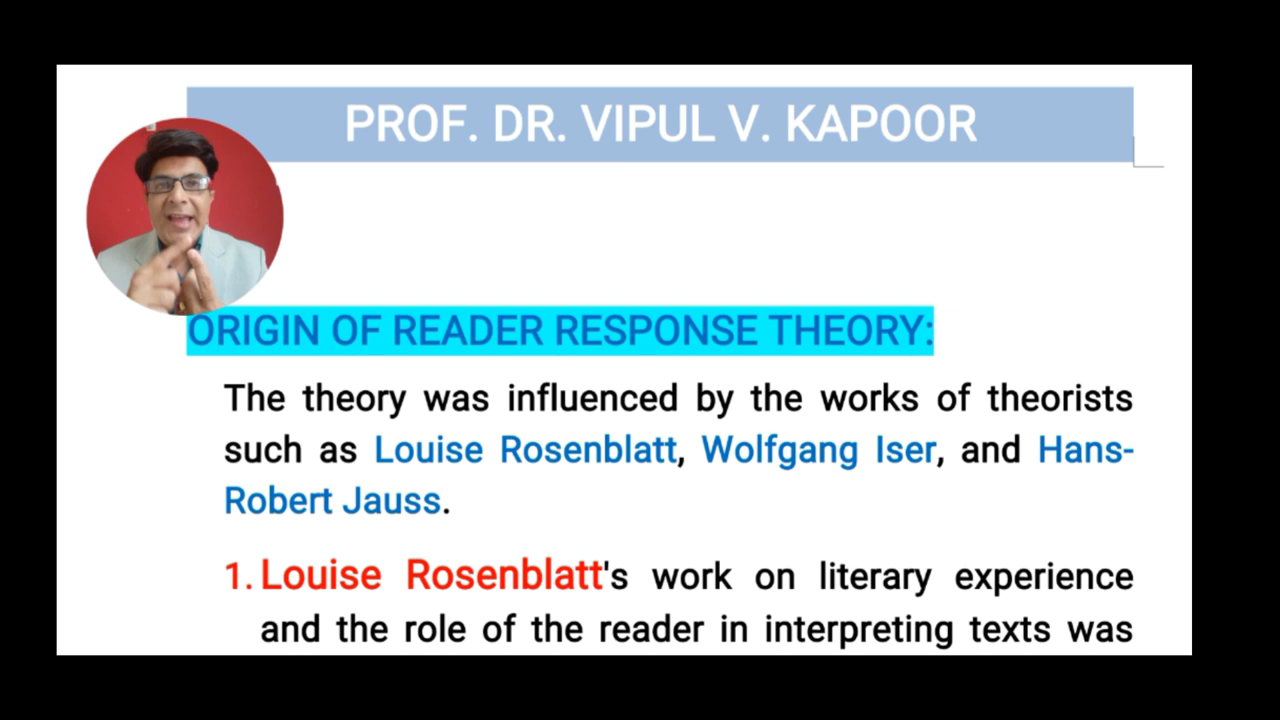 PROF. DR. VIPUL V. KAPOOR
ORIGIN OF READER RESPONSE THEORY:
The theory was influenced by the works of theorists
such as Louise Rosenblatt, Wolfgang Iser, and Hans-
Robert Jauss.
1. Louise Rosenblatt's work on literary experience
and the role of the reader in interpreting texts was